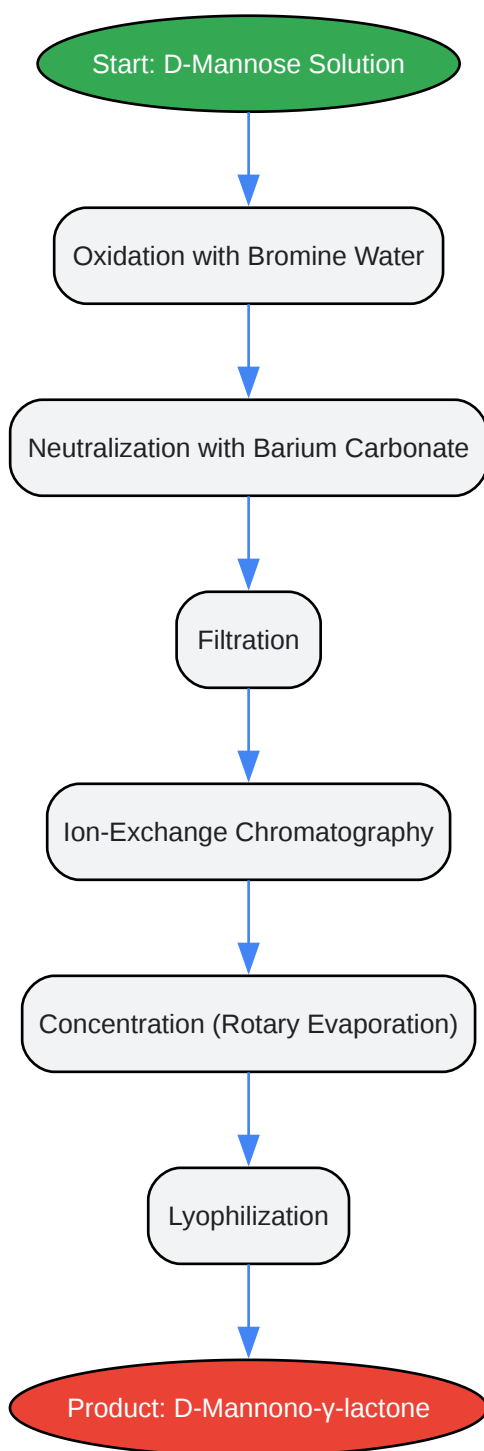 Start: D-Mannose Solution
Oxidation with Bromine Water
Neutralization with Barium Carbonate
Filtration
Ion-Exchange Chromatography
Concentration (Rotary Evaporation)
Lyophilization
Product: D-Mannono-γ-lactone